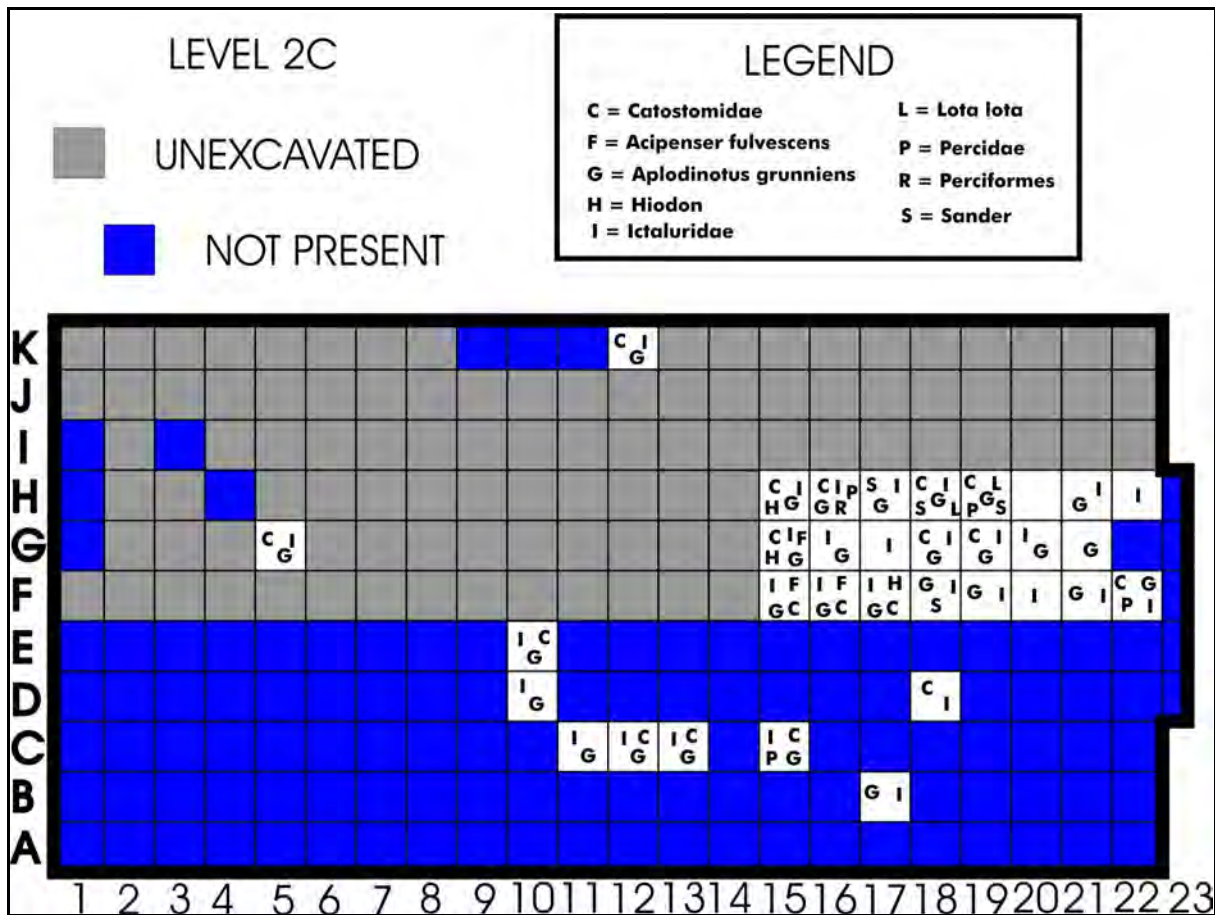 LEVEL 2C
UNEXCAVATED
NOT PRESENT
LEGEND
C = Catostomidae
F = Acipenser fulvescens
G = Aplodinotus grunniens
H = Hiodon
I = Ictaluridae
L = Lota lota
P = Percidae
R = Perciformes
S = Sander
K C I G
J
I
H C I H G C I P G R S I G C I G S L C L G P S G I I
G C I G C I F H G I G I C I G C I G I G G
F I F G C I F G C I H G C G I S G I I G I C G P I
E I C G
D I G C I
C I G I C G I C G I C P G
B G I
A
1 2 3 4 5 6 7 8 9 10 11 12 13 14 15 16 17 18 19 20 21 22 23